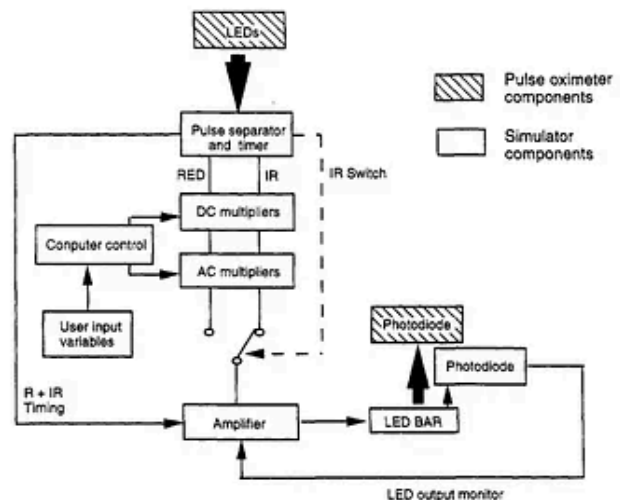 LEDs
Pulse oximeter
components
Simulator
components
Pulse separator
and timer
RED
IR
IR Switch
DC multipliers
Conputer control
AC multipliers
User input
variables
Photodiode
Photodiode
R + IR
Timing
Amplifier
LED BAR
LED output monitor